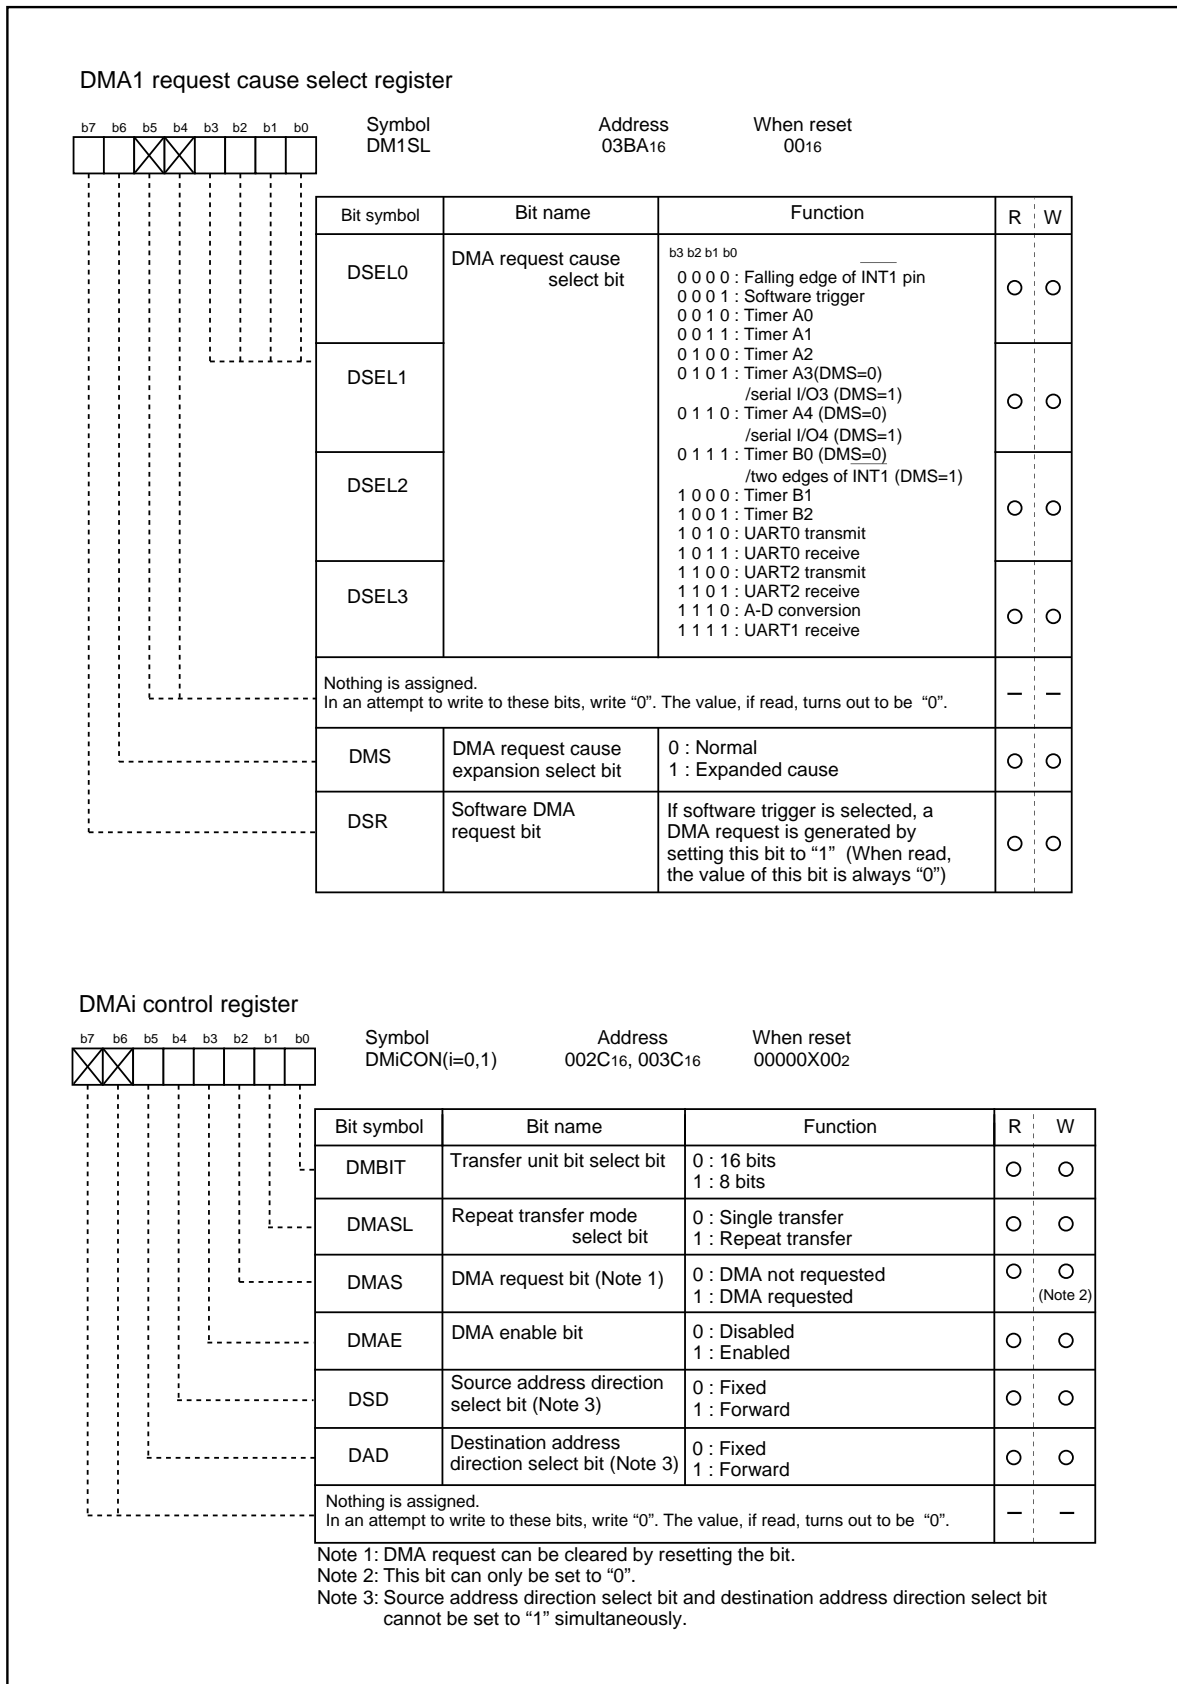 DMA1 request cause select register
b7 b6 b5 b4 b3 b2 b1 b0
Symbol Address When reset
DM1SL 03BA16 0016
Bit symbol Bit name Function R W
DSEL0
DMA request cause
select bit
b3 b2 b1 b0
0 0 0 0 : Falling edge of INT1 pin
0 0 0 1 : Software trigger
0 0 1 0 : Timer A0
0 0 1 1 : Timer A1
0 1 0 0 : Timer A2
0 1 0 1 : Timer A3(DMS=0)
/serial I/O3 (DMS=1)
0 1 1 0 : Timer A4 (DMS=0)
/serial I/O4 (DMS=1)
0 1 1 1 : Timer B0 (DMS=0)
/two edges of INT1 (DMS=1)
1 0 0 0 : Timer B1
1 0 0 1 : Timer B2
1 0 1 0 : UART0 transmit
1 0 1 1 : UART0 receive
1 1 0 0 : UART2 transmit
1 1 0 1 : UART2 receive
1 1 1 0 : A-D conversion
1 1 1 1 : UART1 receive
DSEL1
DSEL2
DSEL3
Nothing is assigned.
In an attempt to write to these bits, write “0”. The value, if read, turns out to be “0”.
– –
DMS
DMA request cause
expansion select bit
0 : Normal
1 : Expanded cause
DSR
Software DMA
request bit
If software trigger is selected, a
DMA request is generated by
setting this bit to “1” (When read,
the value of this bit is always “0”)
DMAi control register
b7 b6 b5 b4 b3 b2 b1 b0
Symbol Address When reset
DMiCON(i=0,1) 002C16, 003C16 00000X002
Bit symbol Bit name Function R W
DMBIT
Transfer unit bit select bit
0 : 16 bits
1 : 8 bits
DMASL
Repeat transfer mode
select bit
0 : Single transfer
1 : Repeat transfer
DMAS
DMA request bit (Note 1)
0 : DMA not requested
1 : DMA requested
(Note 2)
DMAE
DMA enable bit
0 : Disabled
1 : Enabled
DSD
Source address direction
select bit (Note 3)
0 : Fixed
1 : Forward
DAD
Destination address
direction select bit (Note 3)
0 : Fixed
1 : Forward
Nothing is assigned.
In an attempt to write to these bits, write “0”. The value, if read, turns out to be “0”.
– –
Note 1: DMA request can be cleared by resetting the bit.
Note 2: This bit can only be set to “0”.
Note 3: Source address direction select bit and destination address direction select bit
cannot be set to “1” simultaneously.